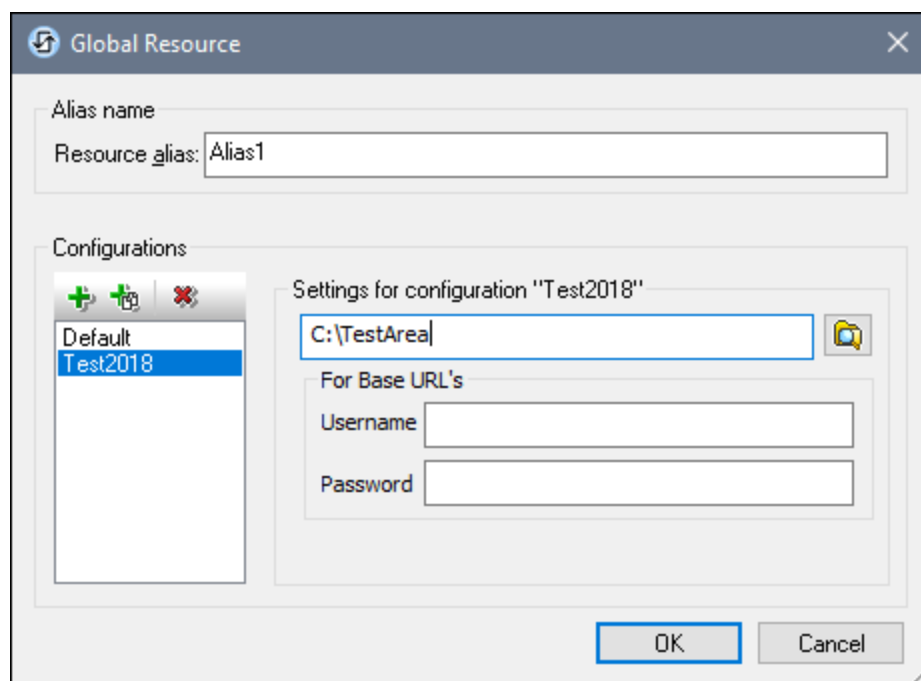 Global Resource
Alias name
Resource alias: Alias1
Configurations
Settings for configuration "Test2018"
Default
Test2018
C:\TestArea
For Base URL's
Username
Password
OK Cancel